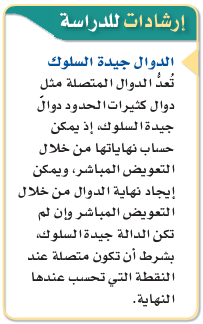 إرشادات للدراسة
الدوال جيدة السلوك
تُعدُّ الدوال المتصلة مثل
دوال كثيرات الحدود دوالَّ
جيدة السلوك، إذ يمكن
حساب نهاياتها من خلال
التعويض المباشر، ويمكن
إيجاد نهاية الدوال من خلال
التعويض المباشر وإن لم
تكن الدالة جيدة السلوك،
بشرط أن تكون متصلة عند
النقطة التي تحسب عندها
النهاية.